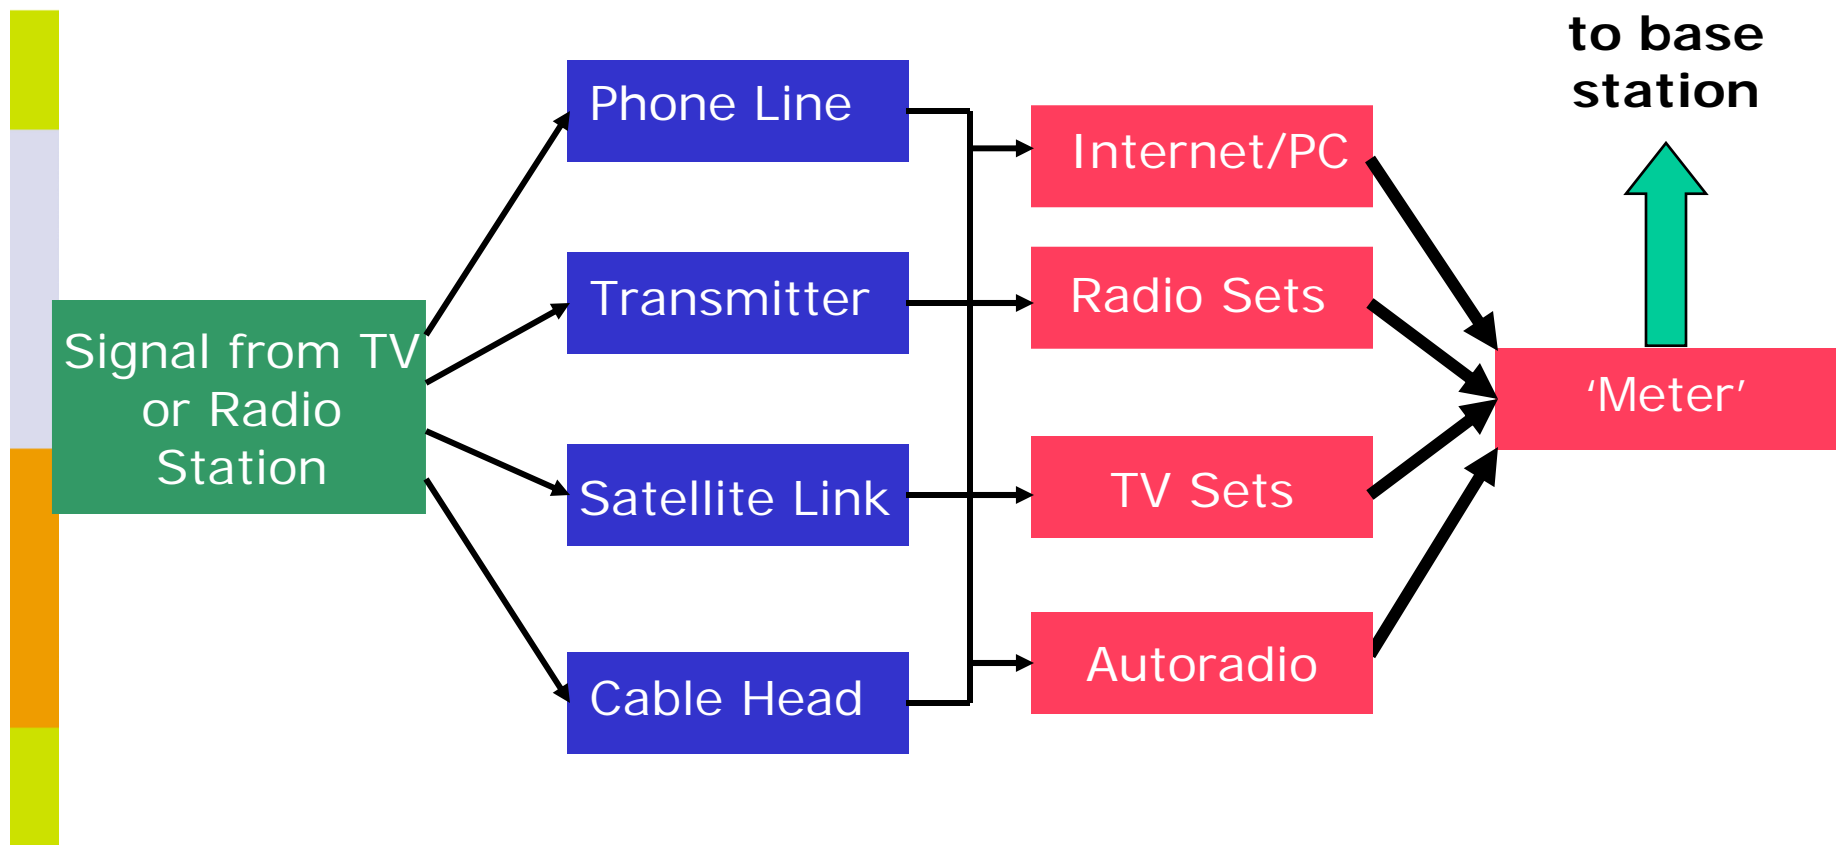 Signal from TV
or Radio
Station
Phone Line
Transmitter
Satellite Link
Cable Head
Internet/PC
Radio Sets
TV Sets
Autoradio
‘Meter’
to base
station